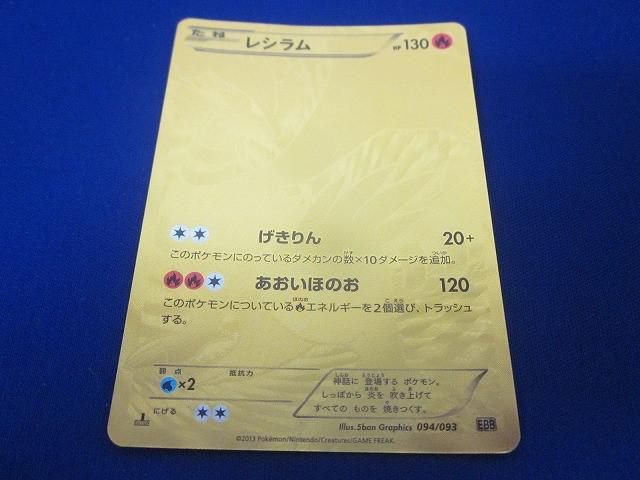 たね レシラム HP 130
げきりん 20+
このポケモンにのっているダメカンの数×10ダメージを追加。
あおいほのお 120
このポケモンについているエネルギーを2個選び、トラッシュ
する。
弱点 抵抗力
×2
神話に 登場する ポケモン。
しっぽから 炎を 吹き上げて
すべての ものを 焼きつくす。
にげる
Illus.5ban Graphics 094/093 EBB
©2013 Pokémon/Nintendo/Creatures/GAME FREAK.